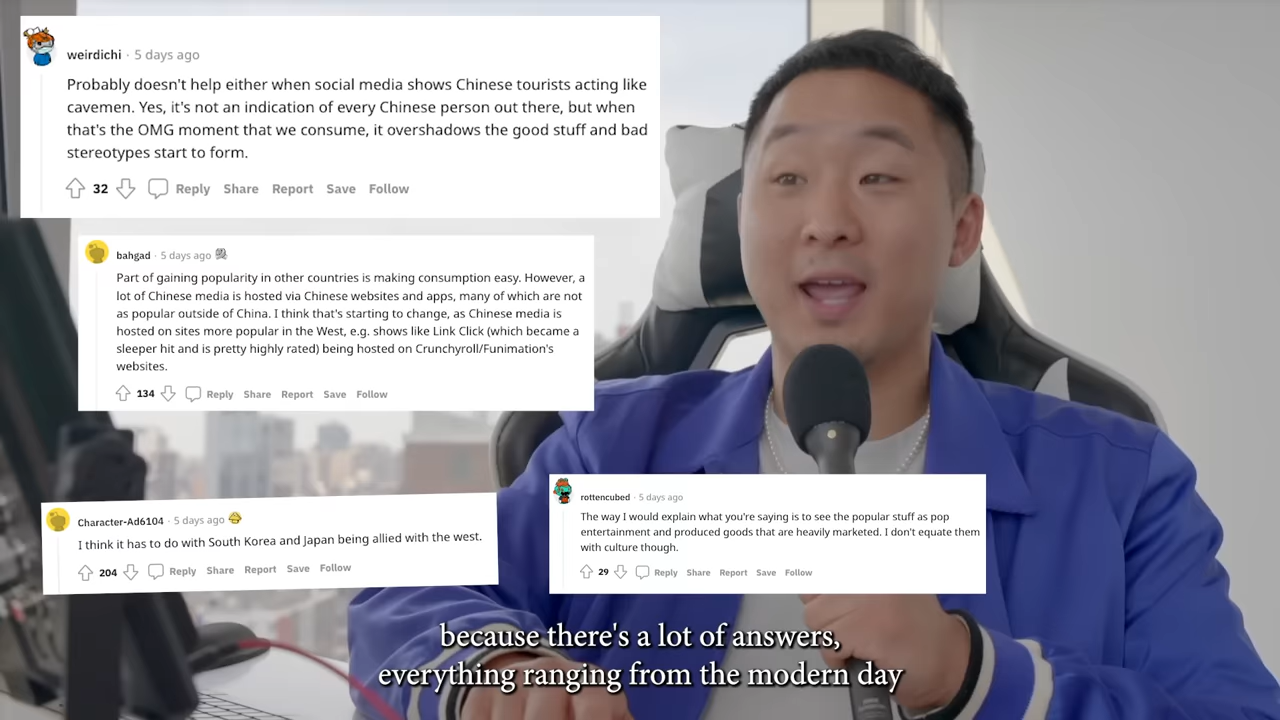 weirdichi · 5 days ago
Probably doesn't help either when social media shows Chinese tourists acting like
cavemen. Yes, it's not an indication of every Chinese person out there, but when
that's the OMG moment that we consume, it overshadows the good stuff and bad
stereotypes start to form.
32 Reply Share Report Save Follow
bahgad · 5 days ago
Part of gaining popularity in other countries is making consumption easy. However, a
lot of Chinese media is hosted via Chinese websites and apps, many of which are not
as popular outside of China. I think that's starting to change, as Chinese media is
hosted on sites more popular in the West, e.g. shows like Link Click (which became a
sleeper hit and is pretty highly rated) being hosted on Crunchyroll/Funimation's
websites.
134 Reply Share Report Save Follow
Character-Ad6104 · 5 days ago
I think it has to do with South Korea and Japan being allied with the west.
204 Reply Share Report Save Follow
rottencubed · 5 days ago
The way I would explain what you're saying is to see the popular stuff as pop
entertainment and produced goods that are heavily marketed. I don't equate them
with culture though.
29 Reply Share Report Save Follow
because there's a lot of answers,
everything ranging from the modern day